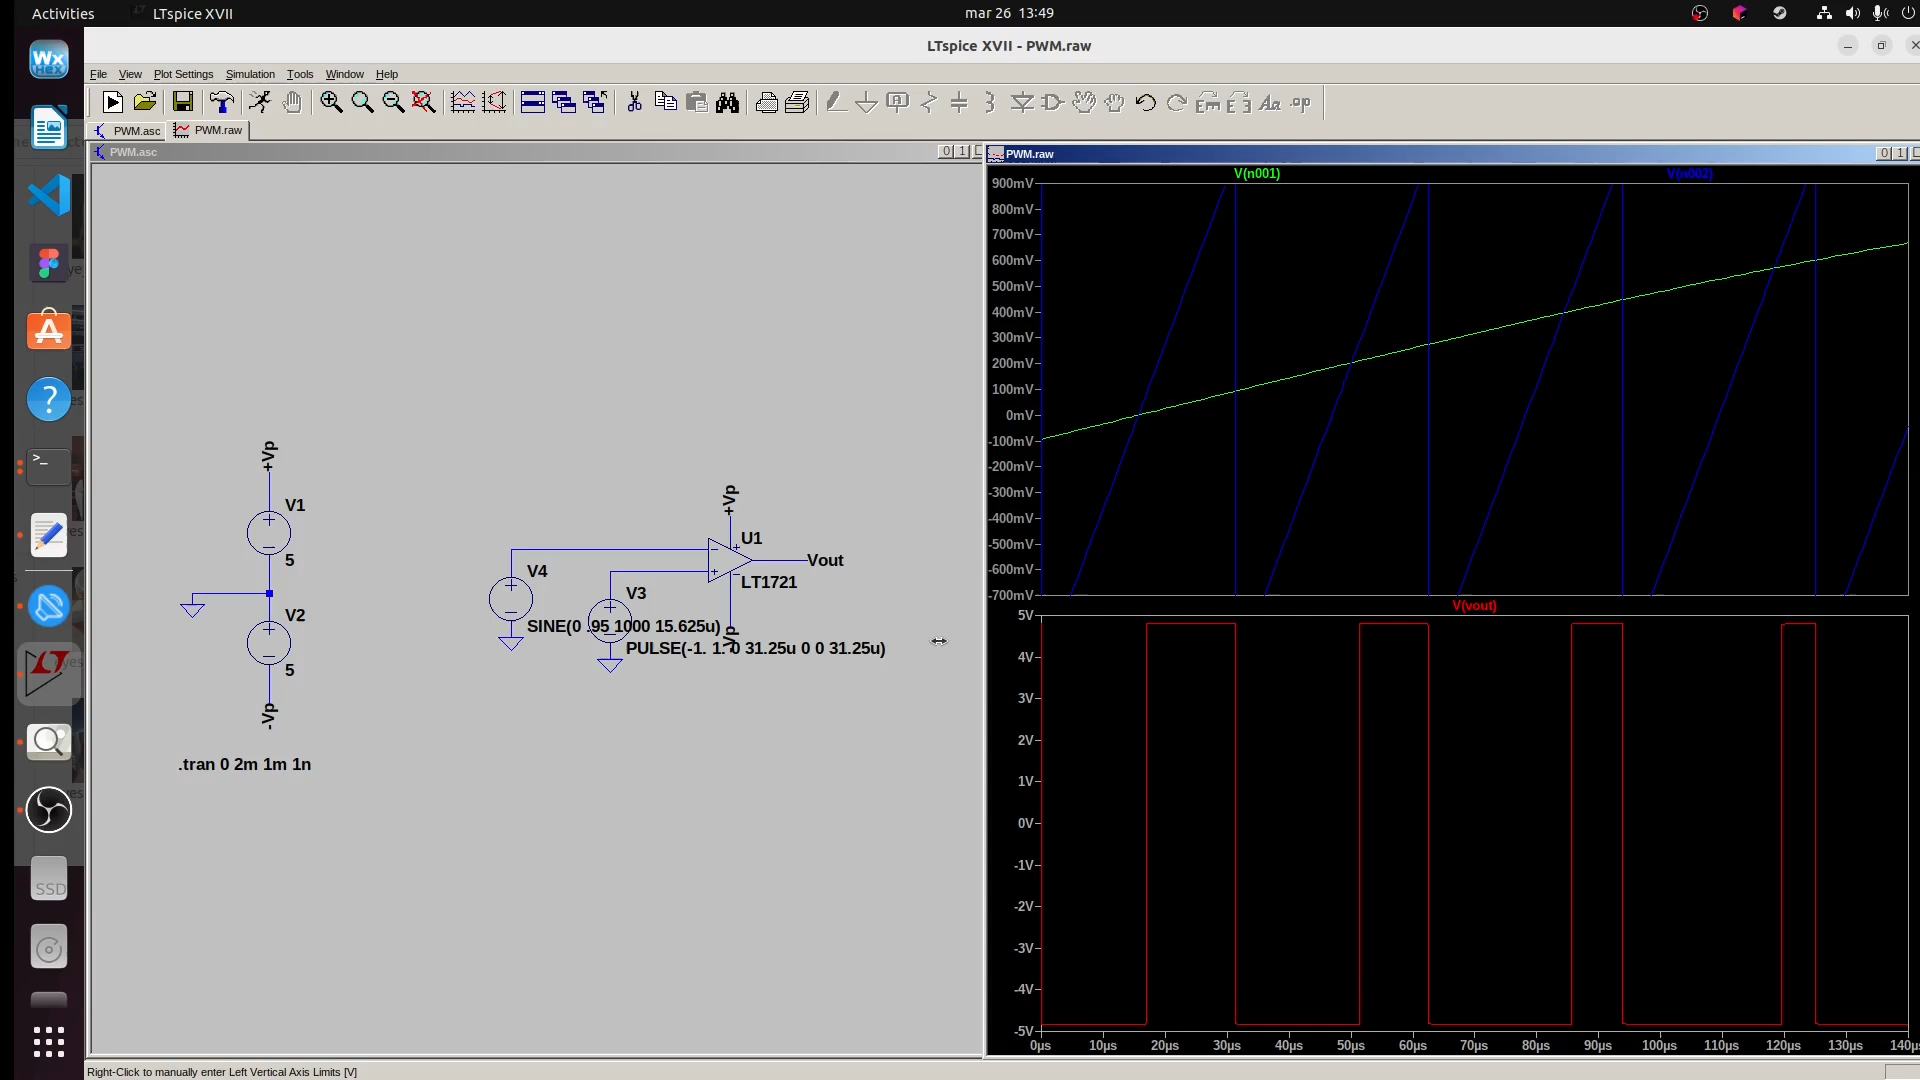 Activities
LTspice XVII
mar 26 13:49
LTspice XVII - PWM.raw
File View Plot Settings Simulation Tools Window Help
PWM.asc PWM.raw
PWM.asc
PWM.raw
+Vp
V1
5
V2
5
-Vp
.tran 0 2m 1m 1n
V4
SINE(0 .95 1000 15.625u)
V3
PULSE(-1. 1. 0 31.25u 0 0 31.25u)
+Vp
U1
LT1721
Vout
-Vp
V(n001) V(n002)
900mV
800mV
700mV
600mV
500mV
400mV
300mV
200mV
100mV
0mV
-100mV
-200mV
-300mV
-400mV
-500mV
-600mV
-700mV
V(vout)
5V
4V
3V
2V
1V
0V
-1V
-2V
-3V
-4V
-5V
0µs 10µs 20µs 30µs 40µs 50µs 60µs 70µs 80µs 90µs 100µs 110µs 120µs 130µs 140µs
SSD
Right-Click to manually enter Left Vertical Axis Limits [V]